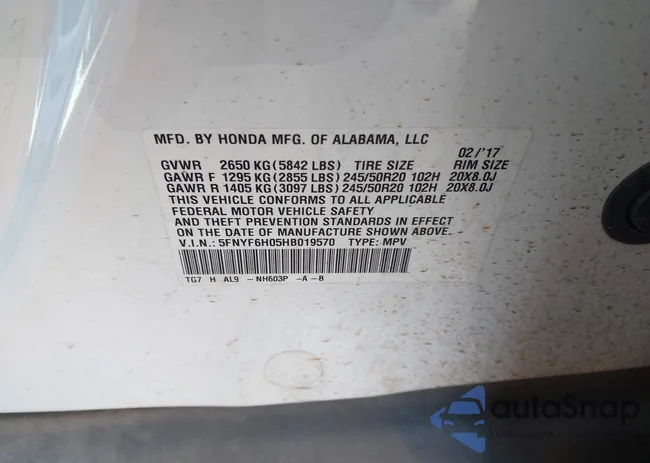 MFD. BY HONDA MFG. OF ALABAMA, LLC
02/'17
GVWR 2650 KG (5842 LBS) TIRE SIZE RIM SIZE
GAWR F 1295 KG (2855 LBS) 245/50R20 102H 20X8.0J
GAWR R 1405 KG (3097 LBS) 245/50R20 102H 20X8.0J
THIS VEHICLE CONFORMS TO ALL APPLICABLE
FEDERAL MOTOR VEHICLE SAFETY
AND THEFT PREVENTION STANDARDS IN EFFECT
ON THE DATE OF MANUFACTURE SHOWN ABOVE.
V.I.N.: 5FNYF6H05HB019570 TYPE: MPV
TG7 H AL9 - NH603P -A-8
autoSnap